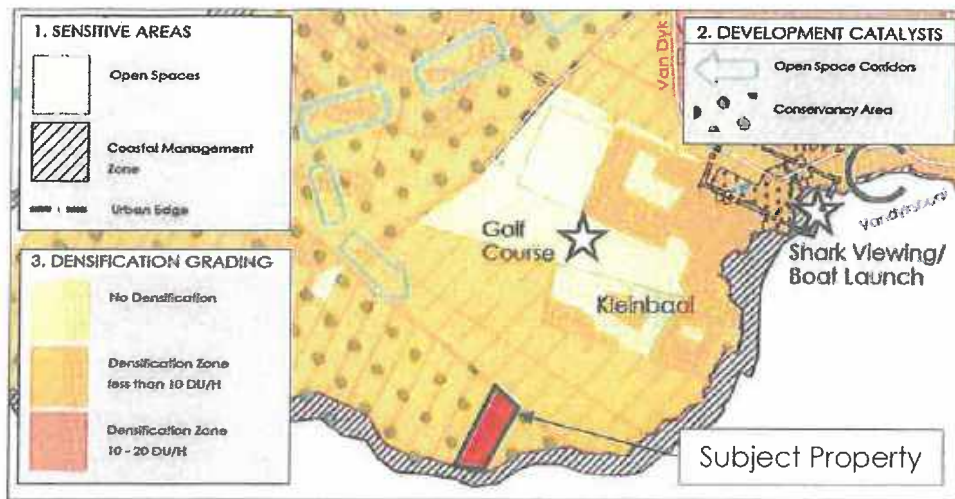 1. SENSITIVE AREAS
Open Spaces
Coastal Management
Zone
Urban Edge
3. DENSIFICATION GRADING
No Densification
Densification Zone
less than 10 DU/H
Densification Zone
10 - 20 DU/H
Van Dyk
2. DEVELOPMENT CATALYSTS
Open Space Corridors
Conservancy Area
Golf
Course
Kleinbaai
Shark Viewing/
Boat Launch
Subject Property